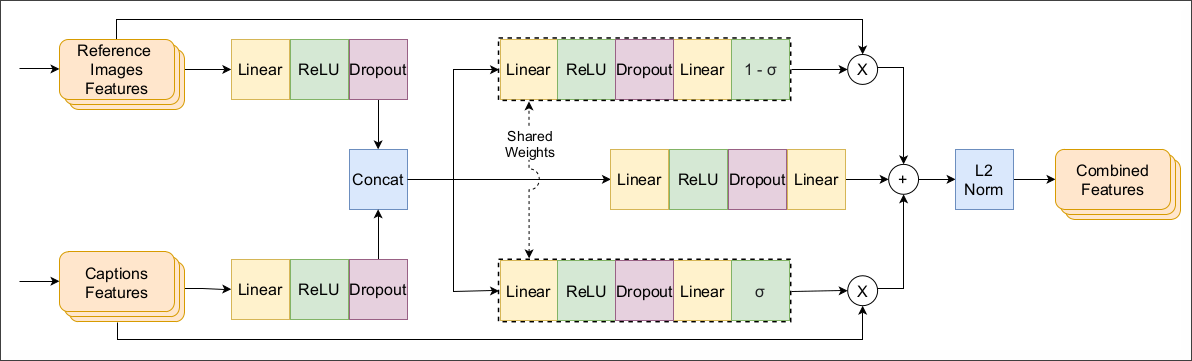 Reference
Images
Features
Linear
ReLU
Dropout
Linear
ReLU
Dropout
Linear
1 - σ
X
Shared
Weights
Concat
Linear
ReLU
Dropout
Linear
+
L2
Norm
Combined
Features
Captions
Features
Linear
ReLU
Dropout
Linear
ReLU
Dropout
Linear
σ
X